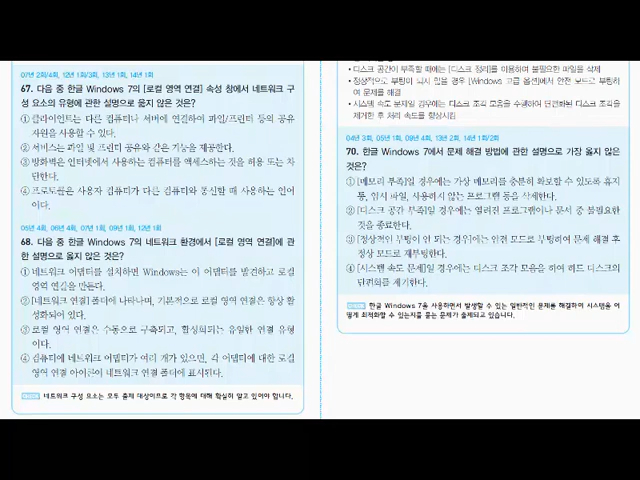 07년 2회/4회, 12년 1회/3회, 13년 1회, 14년 1회
67. 다음 중 한글 Windows 7의 [로컬 영역 연결] 속성 창에서 네트워크 구
성 요소의 유형에 관한 설명으로 옳지 않은 것은?
① 클라이언트는 다른 컴퓨터나 서버에 연결하여 파일/프린터 등의 공유
자원을 사용할 수 있다.
② 서비스는 파일 및 프린터 공유와 같은 기능을 제공한다.
③ 방화벽은 인터넷에서 사용하는 컴퓨터를 액세스하는 것을 허용 또는 차
단한다.
④ 프로토콜은 사용자 컴퓨터가 다른 컴퓨터와 통신할 때 사용하는 언어
이다.
05년 4회, 06년 4회, 07년 1회, 09년 1회, 12년 1회
68. 다음 중 한글 Windows 7의 네트워크 환경에서 [로컬 영역 연결]에 관
한 설명으로 옳지 않은 것은?
① 네트워크 어댑터를 설치하면 Windows는 이 어댑터를 발견하고 로컬
영역 연결을 만든다.
② [네트워크 연결] 폴더에 나타나며, 기본적으로 로컬 영역 연결은 항상 활
성화되어 있다.
③ 로컬 영역 연결은 수동으로 구축되고, 활성화되는 유일한 연결 유형
이다.
④ 컴퓨터에 네트워크 어댑터가 여러 개가 있으면, 각 어댑터에 대한 로컬
영역 연결 아이콘이 네트워크 연결 폴더에 표시된다.
네트워크 구성 요소는 모두 출제 대상이므로 각 항목에 대해 확실히 알고 있어야 합니다.
• 디스크 공간이 부족할 때에는 [디스크 정리]를 이용하여 불필요한 파일을 삭제
• 정상적으로 부팅이 되지 않을 경우 [Windows 고급 옵션]에서 안전 모드로 부팅하
여 문제를 해결
• 시스템 속도 문제일 경우에는 디스크 조각 모음을 수행하여 단편화된 디스크 조각을
제거한 후 처리 속도를 향상시킴
04년 3회, 05년 1회, 09년 4회, 13년 2회, 14년 1회/2회
70. 한글 Windows 7에서 문제 해결 방법에 관한 설명으로 가장 옳지 않은
것은?
① [메모리 부족]일 경우에는 가상 메모리를 충분히 확보할 수 있도록 휴지
통, 임시 파일, 사용하지 않는 프로그램 등을 삭제한다.
② [디스크 공간 부족]일 경우에는 열려진 프로그램이나 문서 중 불필요한
것을 종료한다.
③ [정상적인 부팅이 안 되는 경우]에는 안전 모드로 부팅하여 문제 해결 후
정상 모드로 재부팅한다.
④ [시스템 속도 문제]일 경우에는 디스크 조각 모음을 하여 하드 디스크의
단편화를 제거한다.
한글 Windows 7을 사용하면서 발생할 수 있는 일반적인 문제를 해결하여 시스템을 어
떻게 최적화할 수 있는지를 묻는 문제가 출제되고 있습니다.